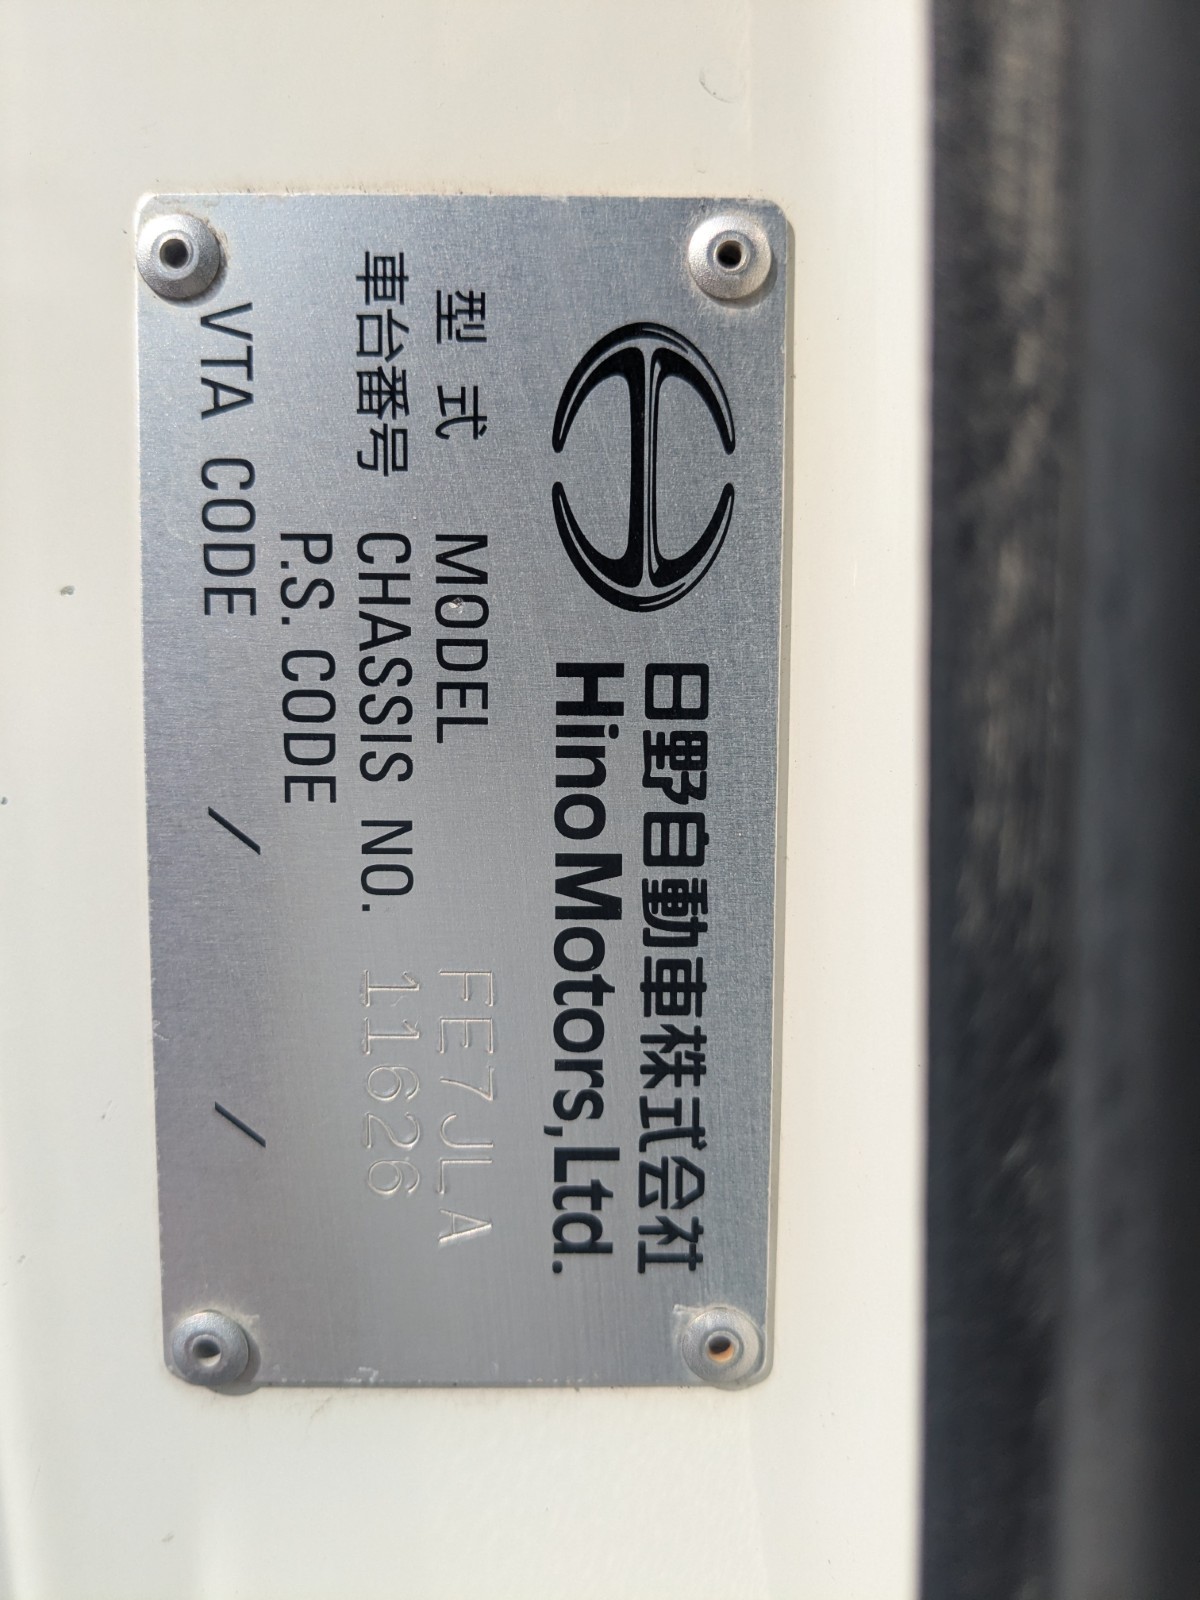 日野自動車株式会社
Hino Motors, Ltd.
型式 MODEL FE7JLA
車台番号 CHASSIS NO. 11626
P.S. CODE
VTA CODE / /